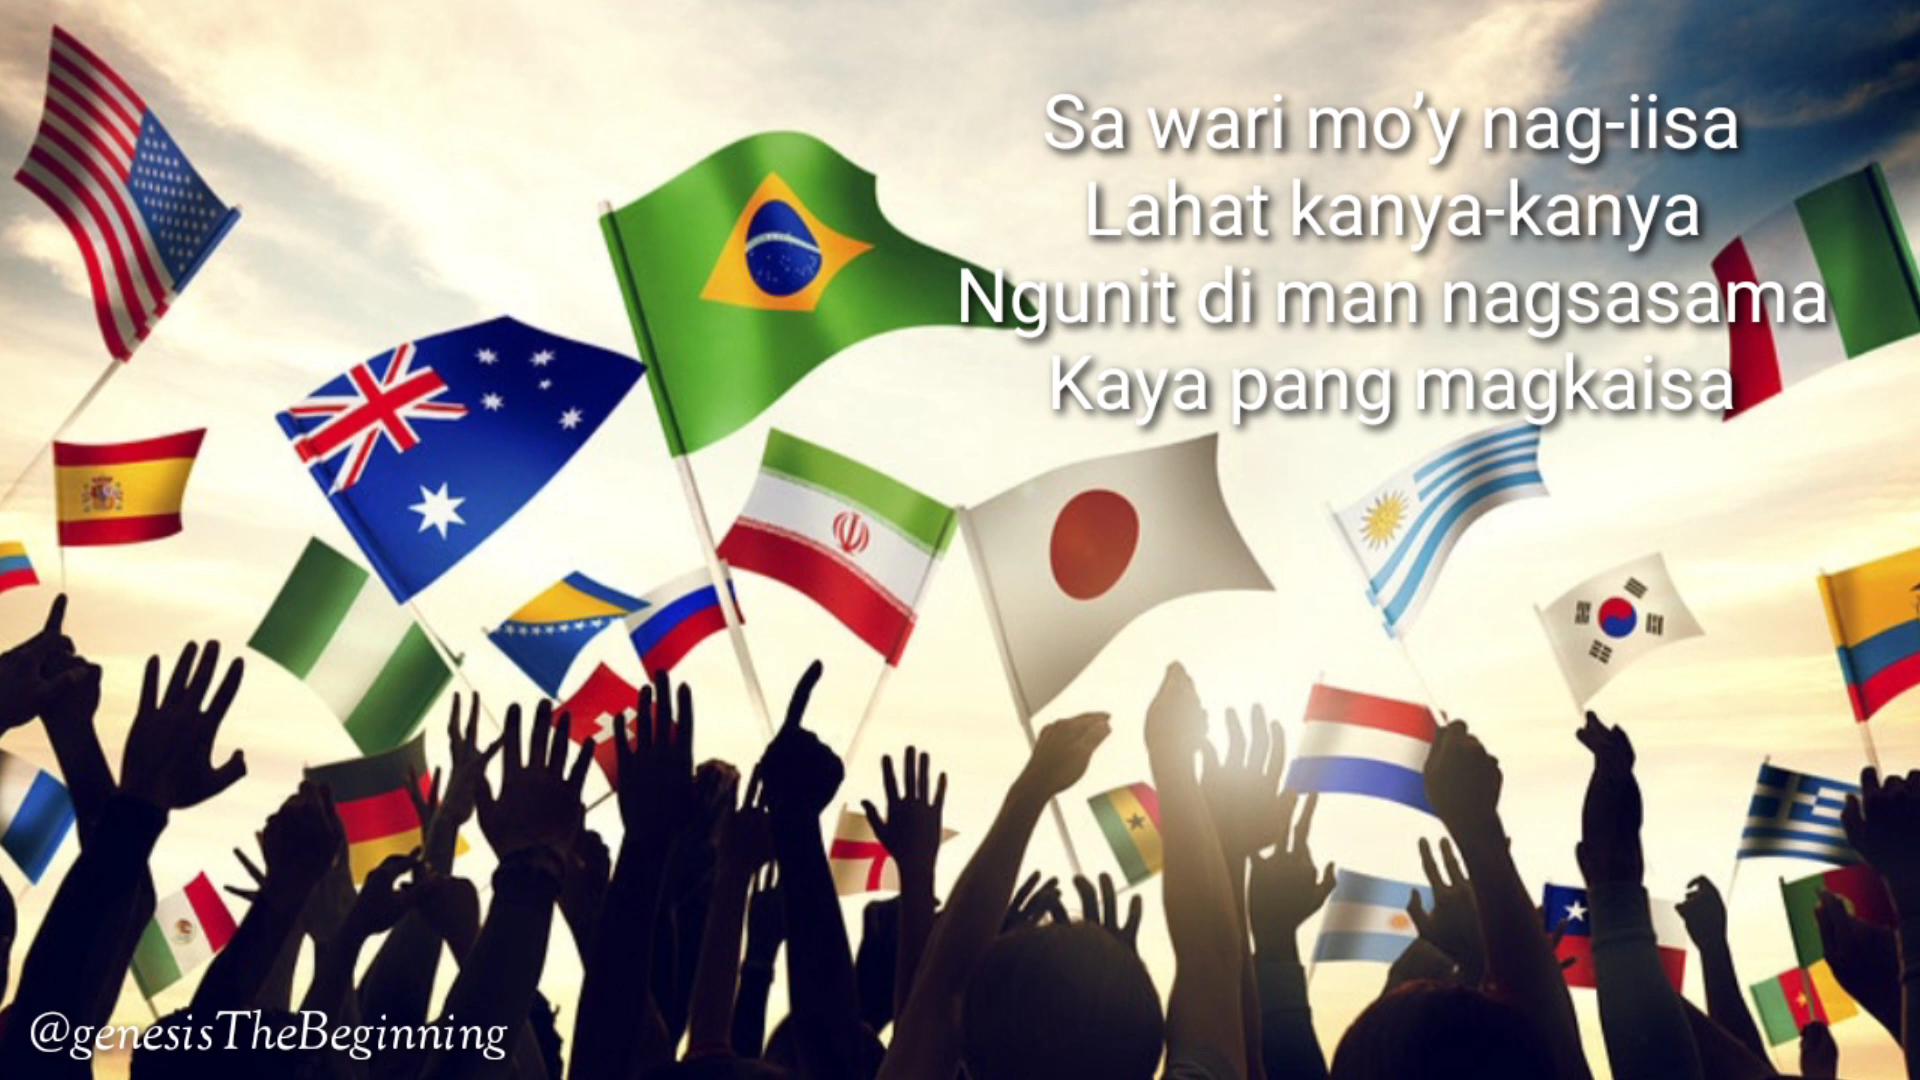 Sa wari mo’y nag-iisa
Lahat kanya-kanya
Ngunit di man nagsasama
Kaya pang magkaisa
@genesisTheBeginning